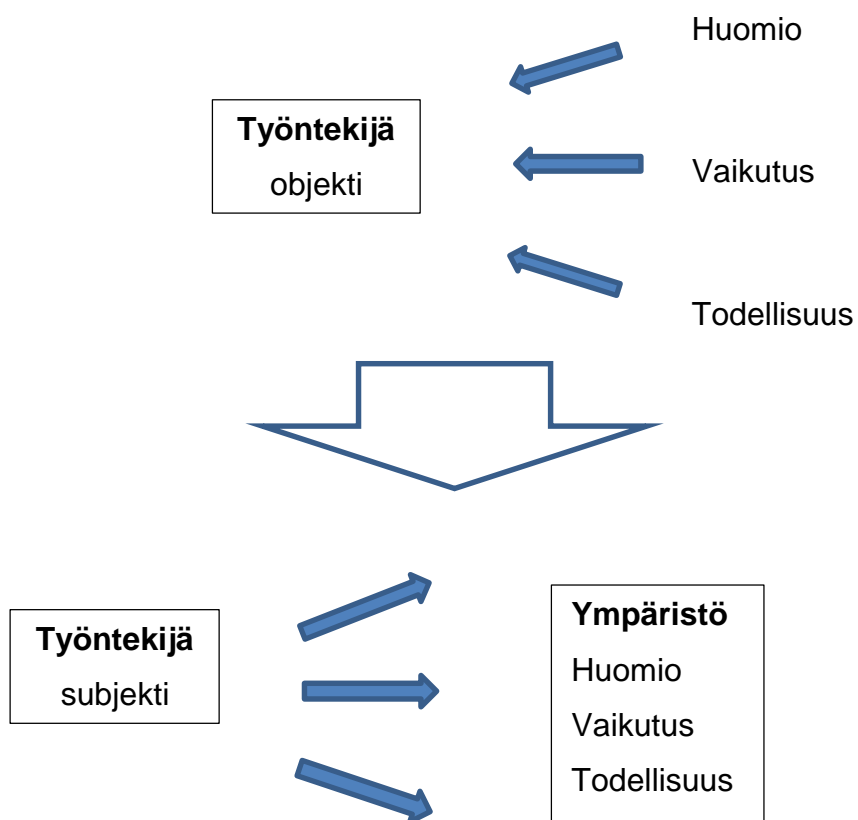 Huomio
Työntekijä
objekti
Vaikutus
Todellisuus
Työntekijä
subjekti
Ympäristö
Huomio
Vaikutus
Todellisuus